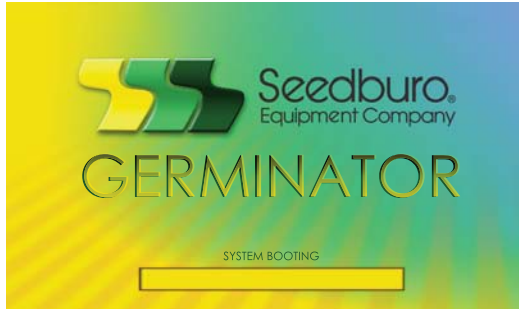 Seedburo®
Equipment Company
GERMINATOR
SYSTEM BOOTING